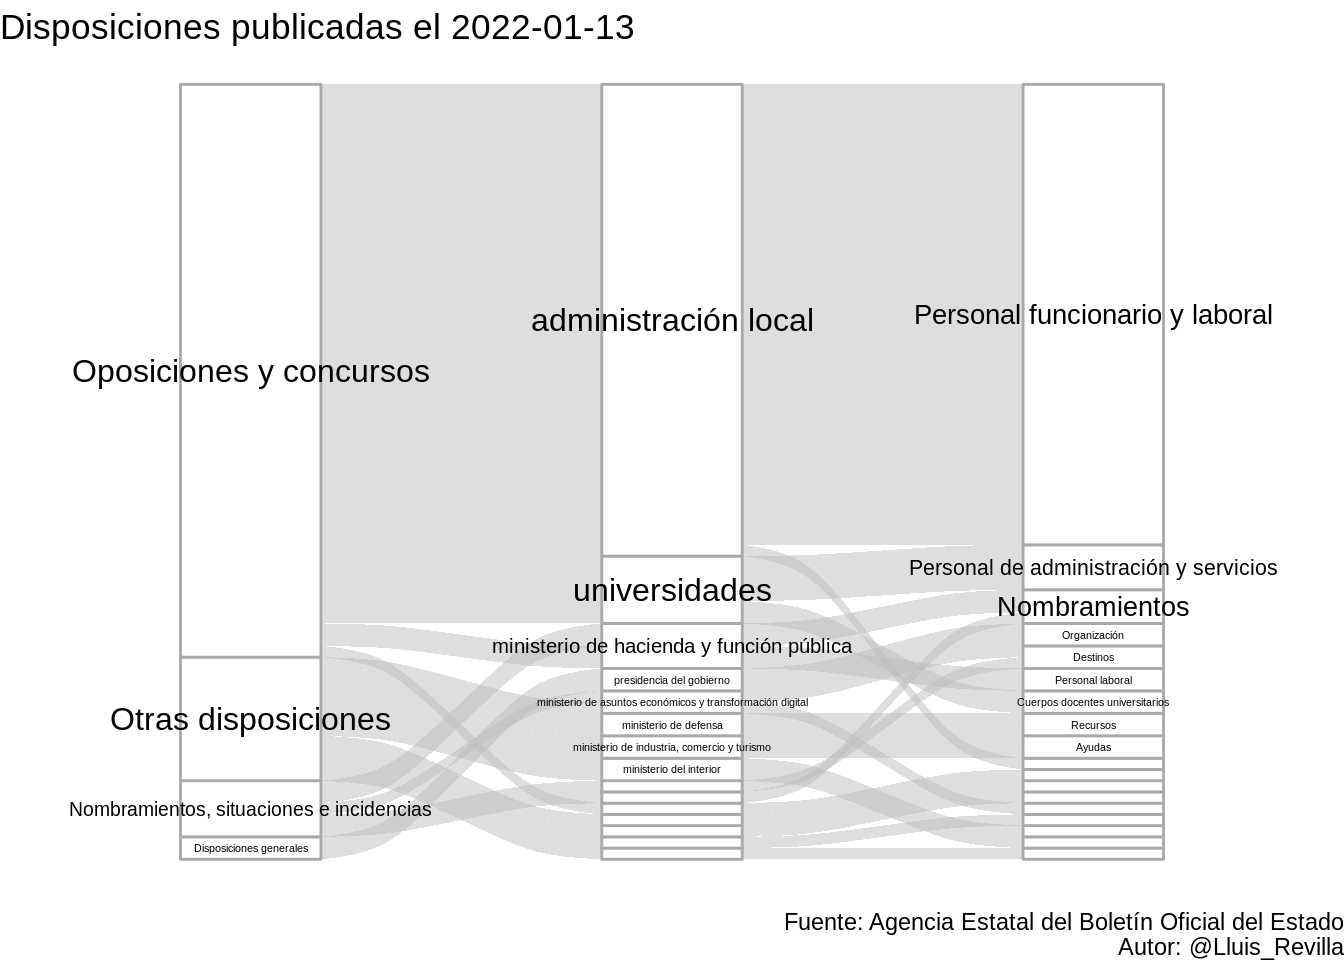 Disposiciones publicadas el 2022-01-13
Oposiciones y concursos
Otras disposiciones
Nombramientos, situaciones e incidencias
Disposiciones generales
administración local
universidades
ministerio de hacienda y función pública
presidencia del gobierno
ministerio de asuntos económicos y transformación digital
ministerio de defensa
ministerio de industria, comercio y turismo
ministerio del interior
Personal funcionario y laboral
Personal de administración y servicios
Nombramientos
Organización
Destinos
Personal laboral
Cuerpos docentes universitarios
Recursos
Ayudas
Fuente: Agencia Estatal del Boletín Oficial del Estado
Autor: @Lluis_Revilla